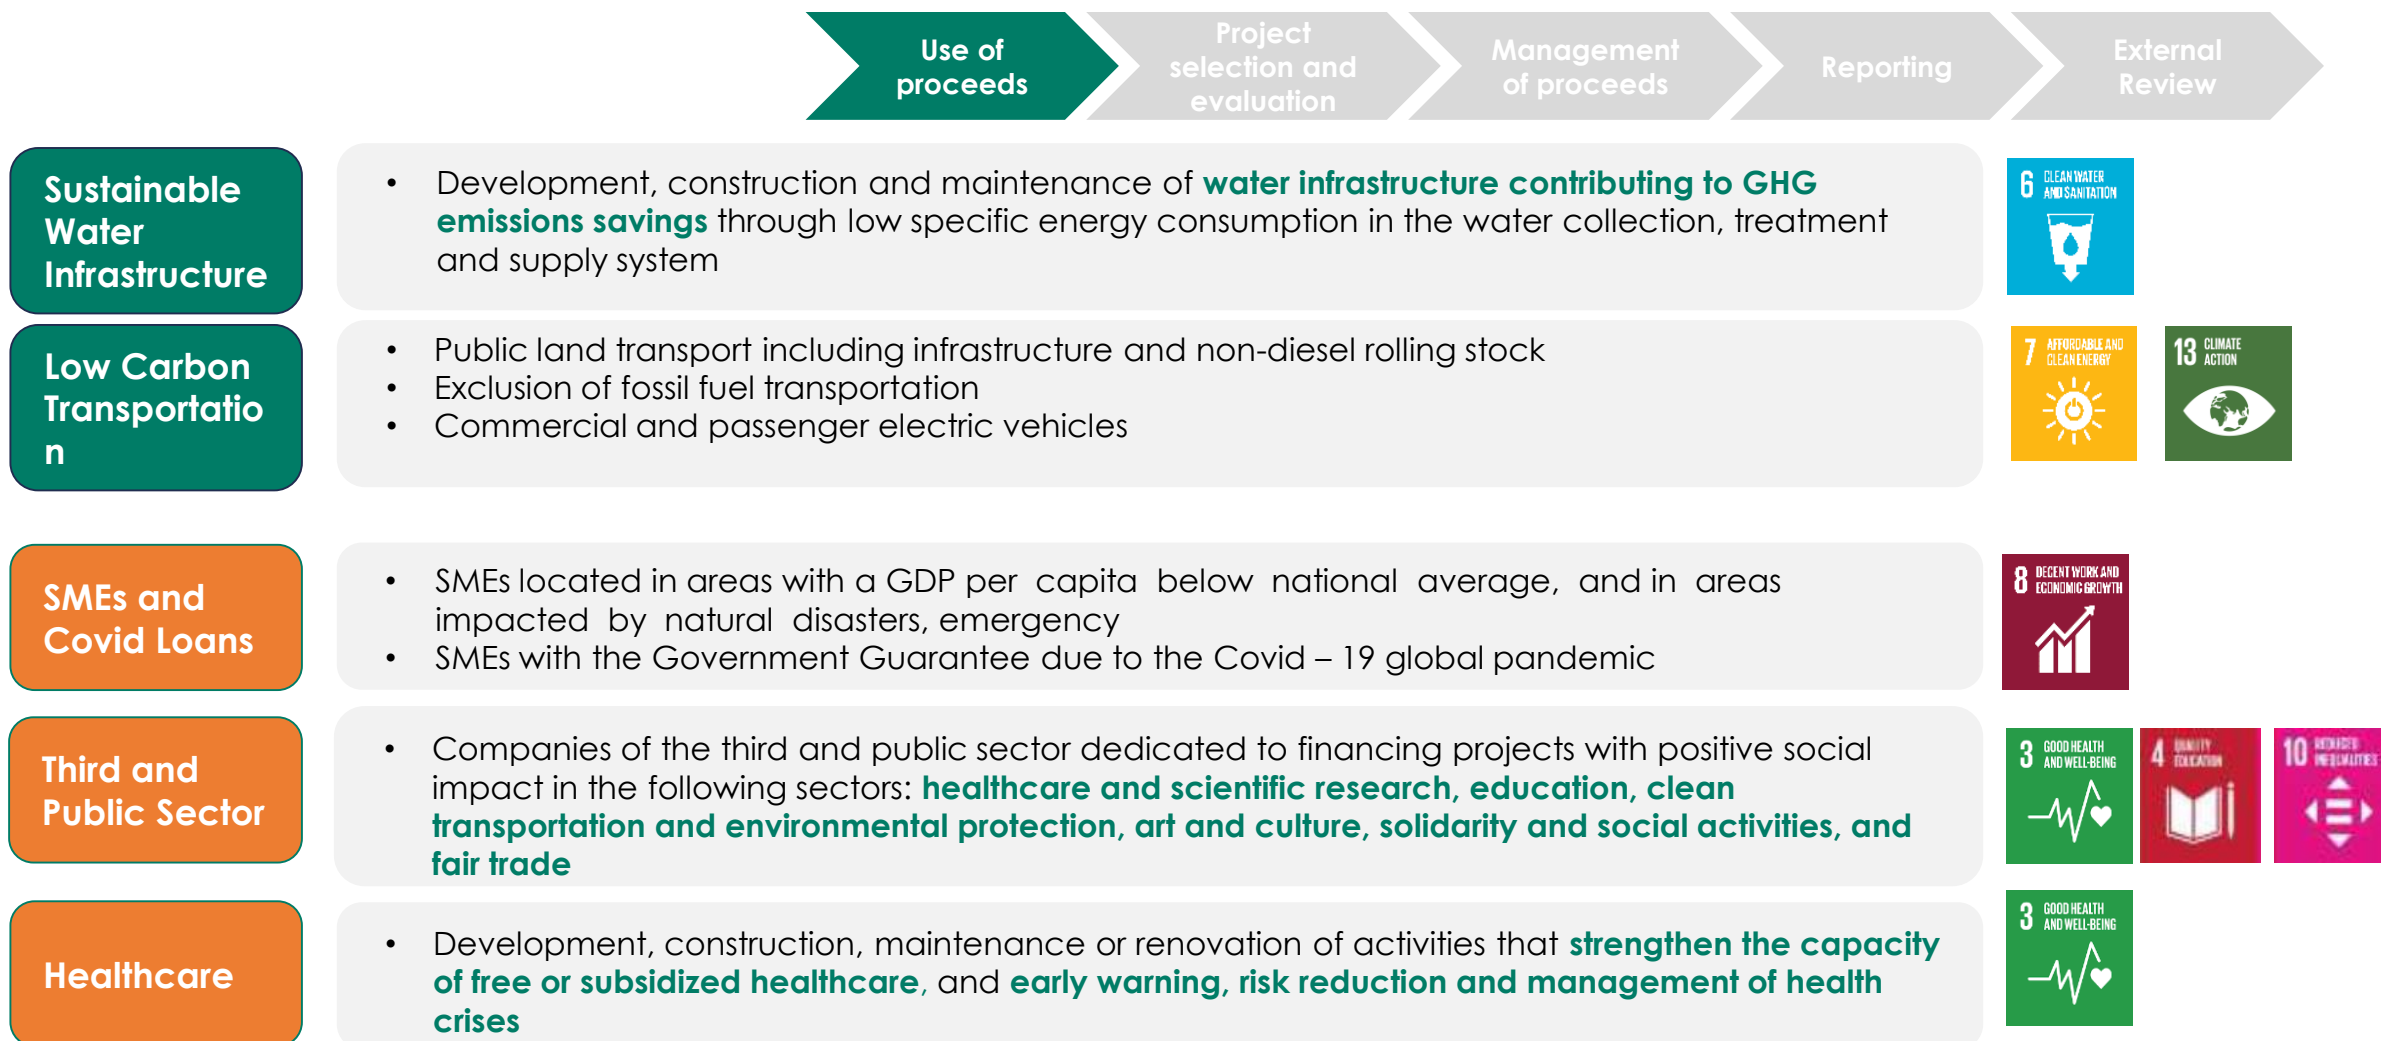 Use of
proceeds
Project
selection and
evaluation
Management
of proceeds
Reporting
External
Review
Sustainable
Water
Infrastructure
• Development, construction and maintenance of water infrastructure contributing to GHG
emissions savings through low specific energy consumption in the water collection, treatment
and supply system
6 CLEAN WATER
AND SANITATION
Low Carbon
Transportatio
n
• Public land transport including infrastructure and non-diesel rolling stock
• Exclusion of fossil fuel transportation
• Commercial and passenger electric vehicles
7 AFFORDABLE AND
CLEAN ENERGY
13 CLIMATE
ACTION
SMEs and
Covid Loans
• SMEs located in areas with a GDP per capita below national average, and in areas
impacted by natural disasters, emergency
• SMEs with the Government Guarantee due to the Covid – 19 global pandemic
8 DECENT WORK AND
ECONOMIC GROWTH
Third and
Public Sector
• Companies of the third and public sector dedicated to financing projects with positive social
impact in the following sectors: healthcare and scientific research, education, clean
transportation and environmental protection, art and culture, solidarity and social activities, and
fair trade
3 GOOD HEALTH
AND WELL-BEING
4 QUALITY
EDUCATION
10 REDUCED
INEQUALITIES
Healthcare
• Development, construction, maintenance or renovation of activities that strengthen the capacity
of free or subsidized healthcare, and early warning, risk reduction and management of health
crises
3 GOOD HEALTH
AND WELL-BEING